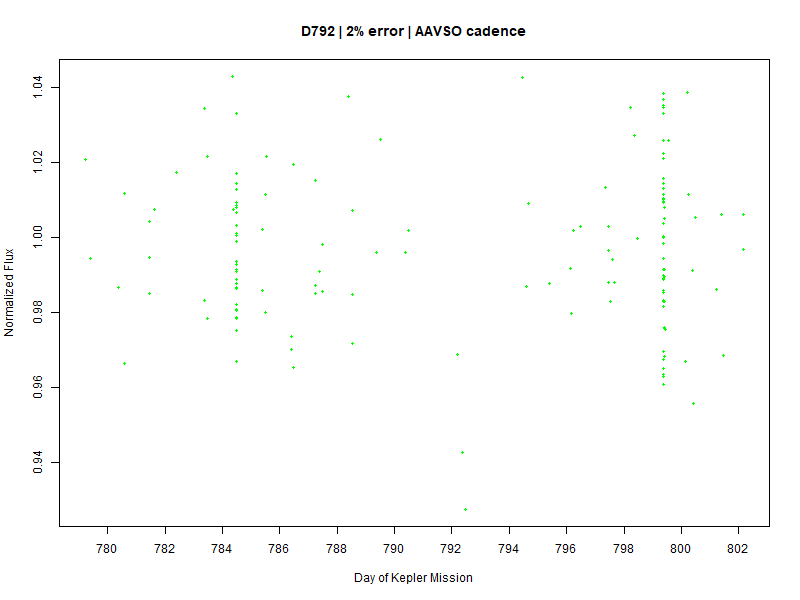 D792 | 2% error | AAVSO cadence
Normalized Flux
1.04
1.02
1.00
0.98
0.96
0.94
780 782 784 786 788 790 792 794 796 798 800 802
Day of Kepler Mission